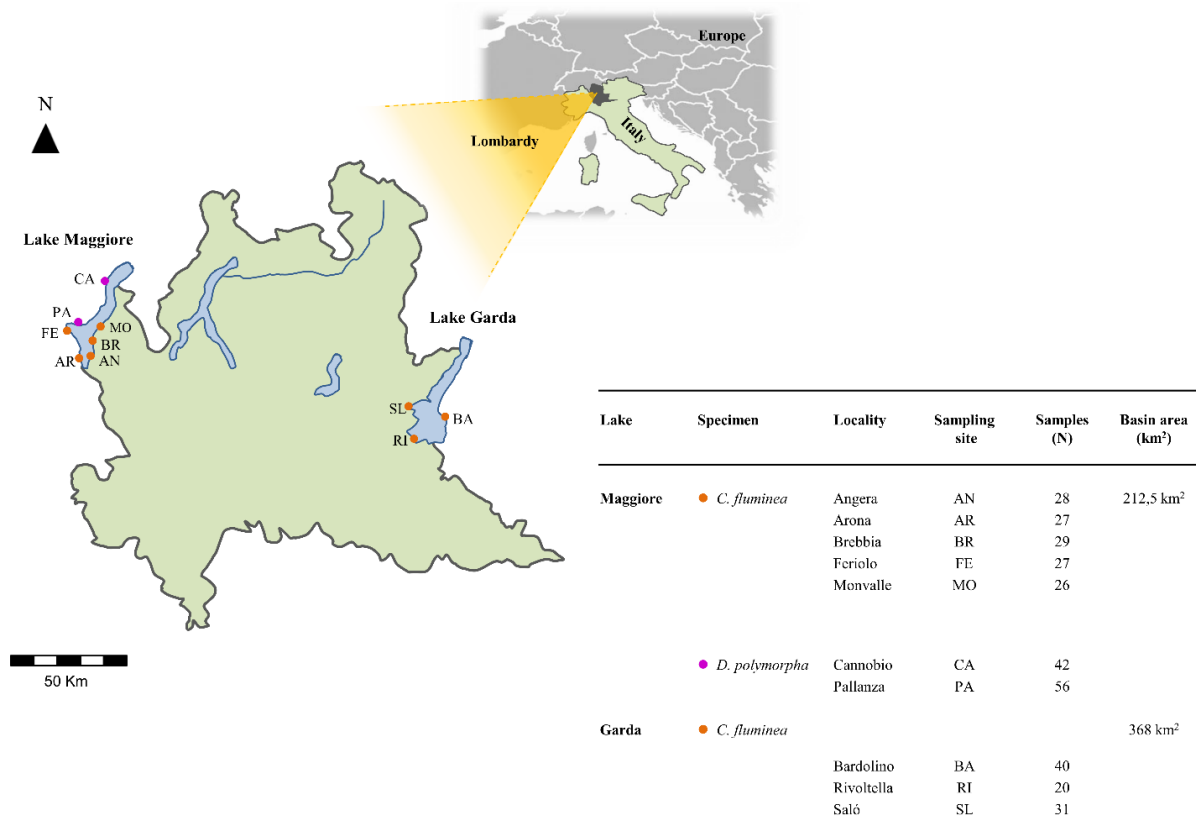 Europe
N
Lombardy
Italy
Lake Maggiore
CA
PA
FE
MO
BR
AR
AN
Lake Garda
SL
BA
RI
50 Km
Lake Specimen Locality Sampling site Samples (N) Basin area (km²)
Maggiore C. fluminea Angera AN 28 212,5 km²
Arona AR 27
Brebbia BR 29
Feriolo FE 27
Monvalle MO 26
D. polymorpha Cannobio CA 42
Pallanza PA 56
Garda C. fluminea 368 km²
Bardolino BA 40
Rivoltella RI 20
Saló SL 31